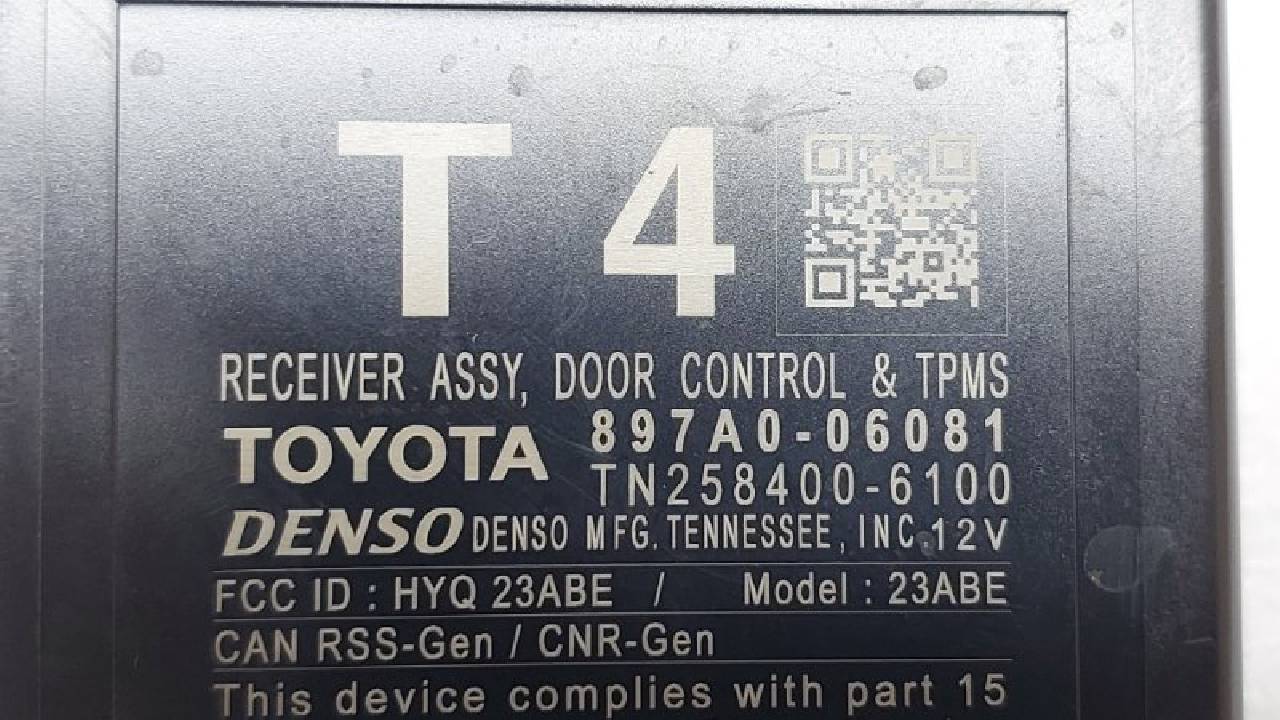 T 4
RECEIVER ASSY, DOOR CONTROL & TPMS
TOYOTA 897A0-06081
TN258400-6100
DENSO DENSO MFG. TENNESSEE, INC. 12V
FCC ID : HYQ 23ABE / Model : 23ABE
CAN RSS-Gen / CNR-Gen
This device complies with part 15